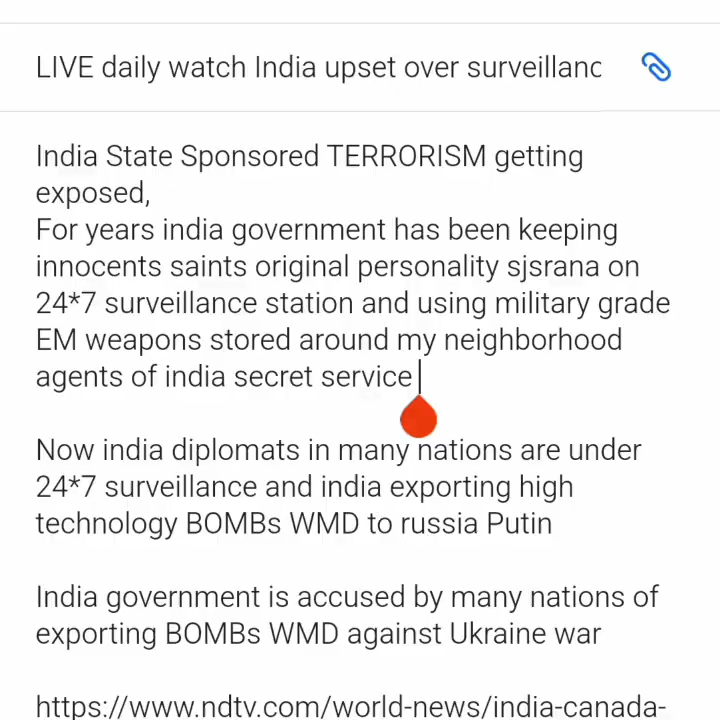 LIVE daily watch India upset over surveillanc
India State Sponsored TERRORISM getting
exposed,
For years india government has been keeping
innocents saints original personality sjsrana on
24*7 surveillance station and using military grade
EM weapons stored around my neighborhood
agents of india secret service
Now india diplomats in many nations are under
24*7 surveillance and india exporting high
technology BOMBs WMD to russia Putin
India government is accused by many nations of
exporting BOMBs WMD against Ukraine war
https://www.ndtv.com/world-news/india-canada-